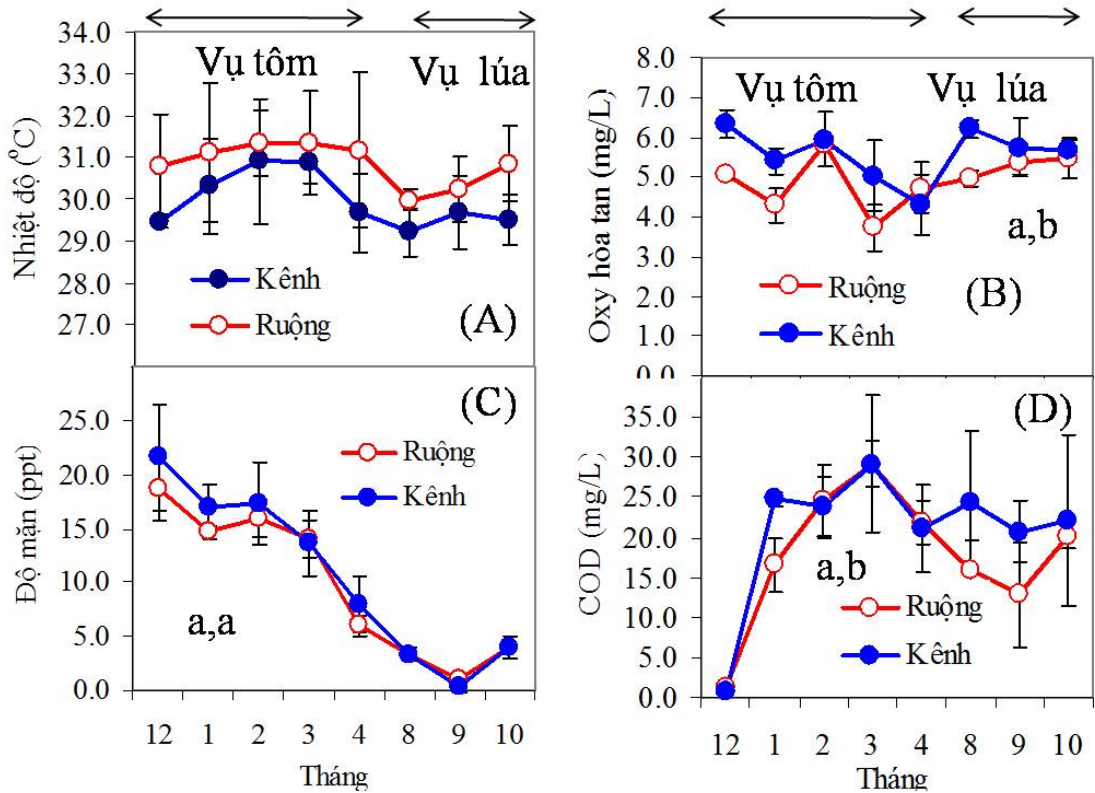 34.0
33.0
32.0
31.0
30.0
29.0
28.0
27.0
Nhiệt độ (⁰C)
Vụ tôm
Vụ lúa
Kênh
Ruộng
(A)
8.0
7.0
6.0
5.0
4.0
3.0
2.0
1.0
0.0
Oxy hòa tan (mg/L)
Vụ tôm
Vụ lúa
a,b
Ruộng
Kênh
(B)
25.0
20.0
15.0
10.0
5.0
0.0
Độ mặn (ppt)
(C)
Ruộng
Kênh
a,a
12 1 2 3 4 8 9 10
Tháng
35.0
30.0
25.0
20.0
15.0
10.0
5.0
0.0
COD (mg/L)
(D)
a,b
Ruộng
Kênh
12 1 2 3 4 8 9 10
Tháng